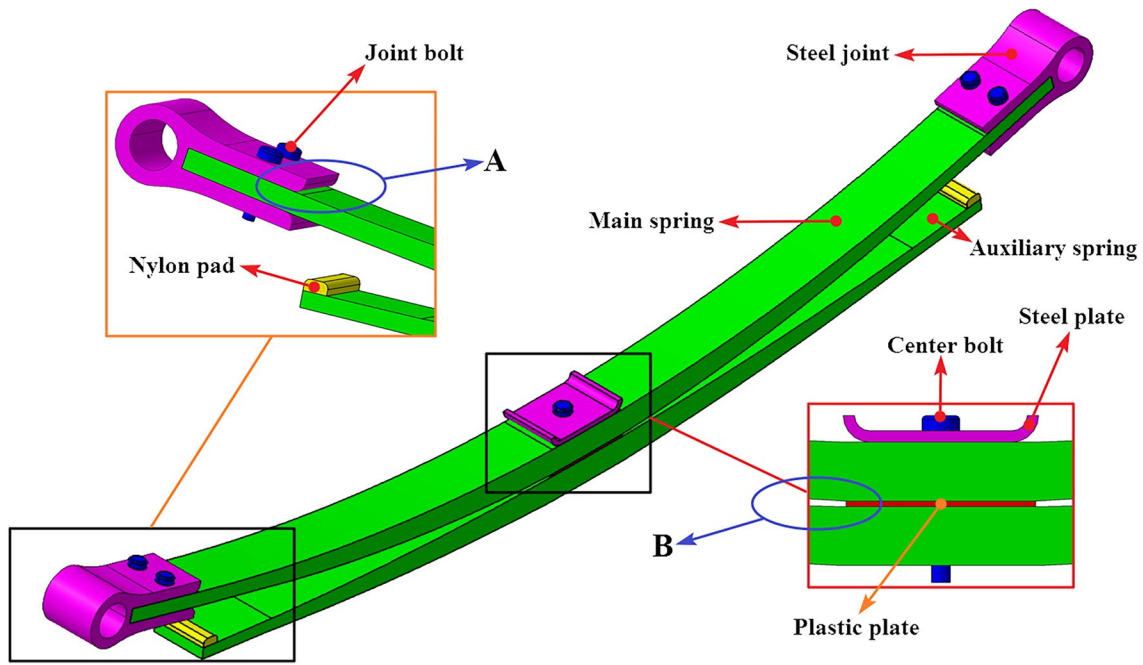 Joint bolt
Steel joint
A
Main spring
Auxiliary spring
Nylon pad
Steel plate
Center bolt
B
Plastic plate